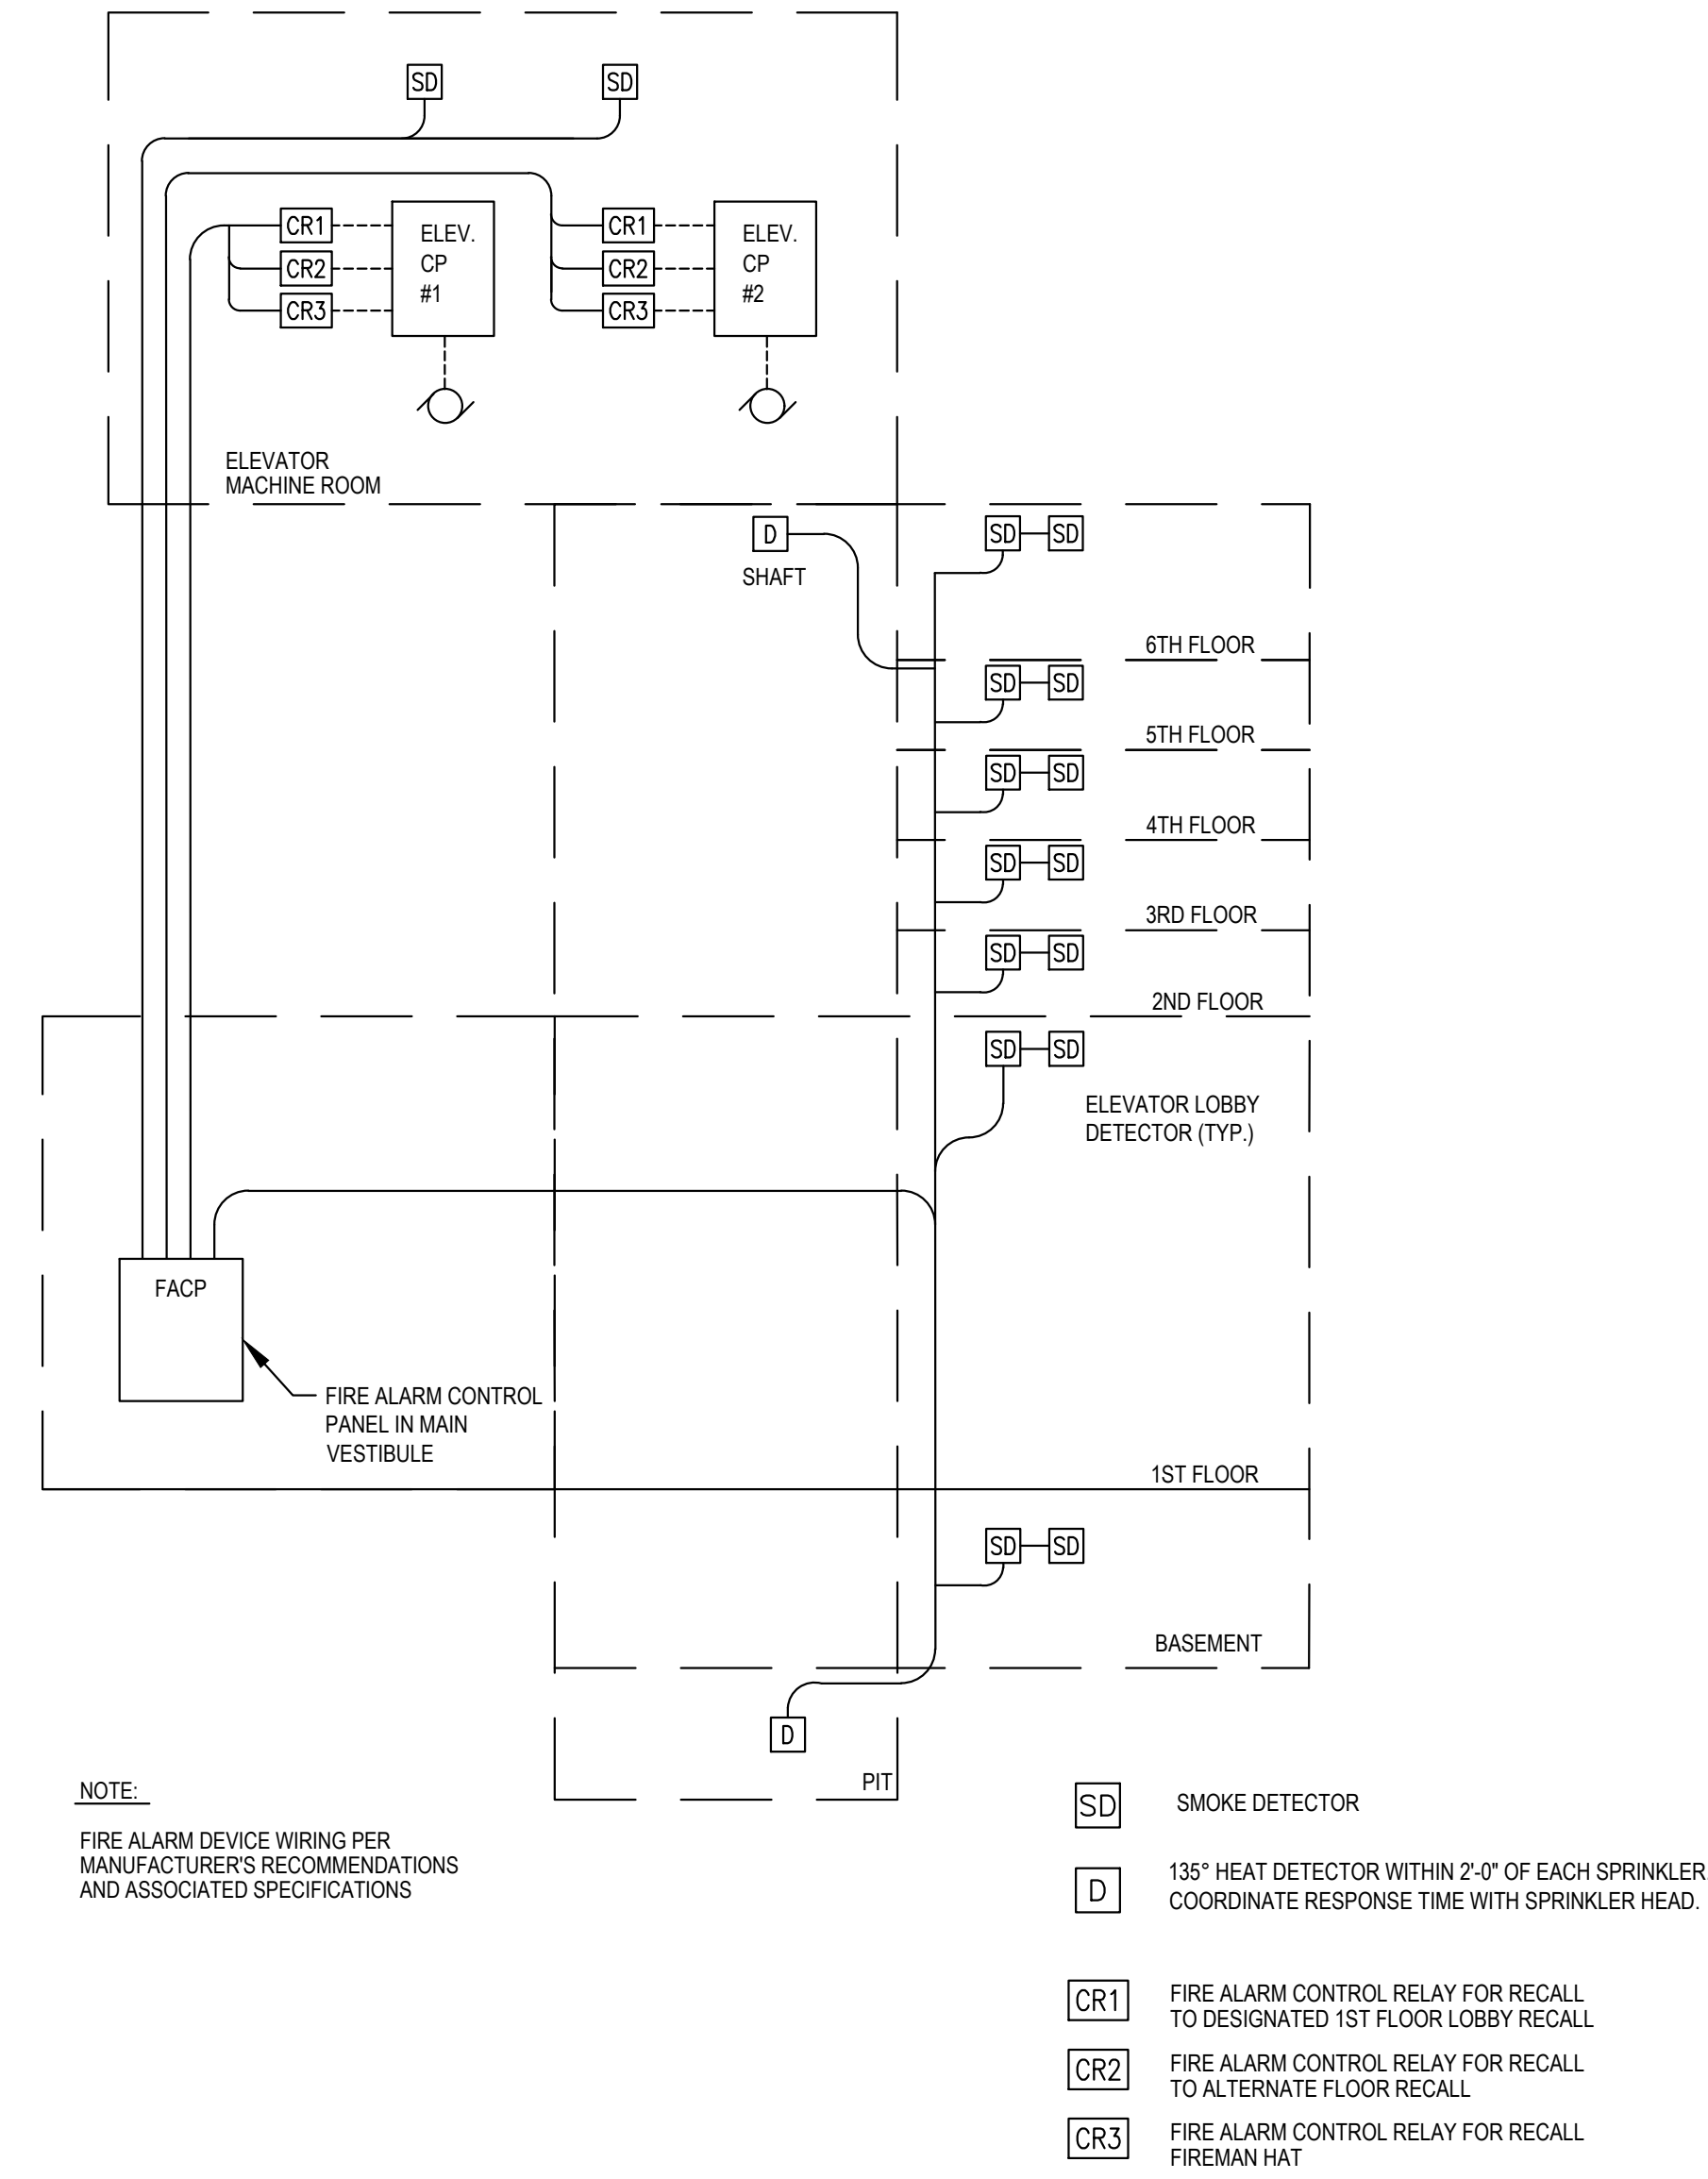 SD
SD
CR1
CR2
CR3
ELEV.
CP
#1
CR1
CR2
CR3
ELEV.
CP
#2
ELEVATOR
MACHINE ROOM
D
SHAFT
SD
SD
6TH FLOOR
SD
SD
5TH FLOOR
SD
SD
4TH FLOOR
SD
SD
3RD FLOOR
SD
SD
2ND FLOOR
SD
SD
ELEVATOR LOBBY
DETECTOR (TYP.)
FACP
FIRE ALARM CONTROL
PANEL IN MAIN
VESTIBULE
1ST FLOOR
SD
SD
BASEMENT
D
PIT
NOTE:
FIRE ALARM DEVICE WIRING PER
MANUFACTURER'S RECOMMENDATIONS
AND ASSOCIATED SPECIFICATIONS
SD
SMOKE DETECTOR
D
135° HEAT DETECTOR WITHIN 2'-0" OF EACH SPRINKLER.
COORDINATE RESPONSE TIME WITH SPRINKLER HEAD.
CR1
FIRE ALARM CONTROL RELAY FOR RECALL
TO DESIGNATED 1ST FLOOR LOBBY RECALL
CR2
FIRE ALARM CONTROL RELAY FOR RECALL
TO ALTERNATE FLOOR RECALL
CR3
FIRE ALARM CONTROL RELAY FOR RECALL
FIREMAN HAT